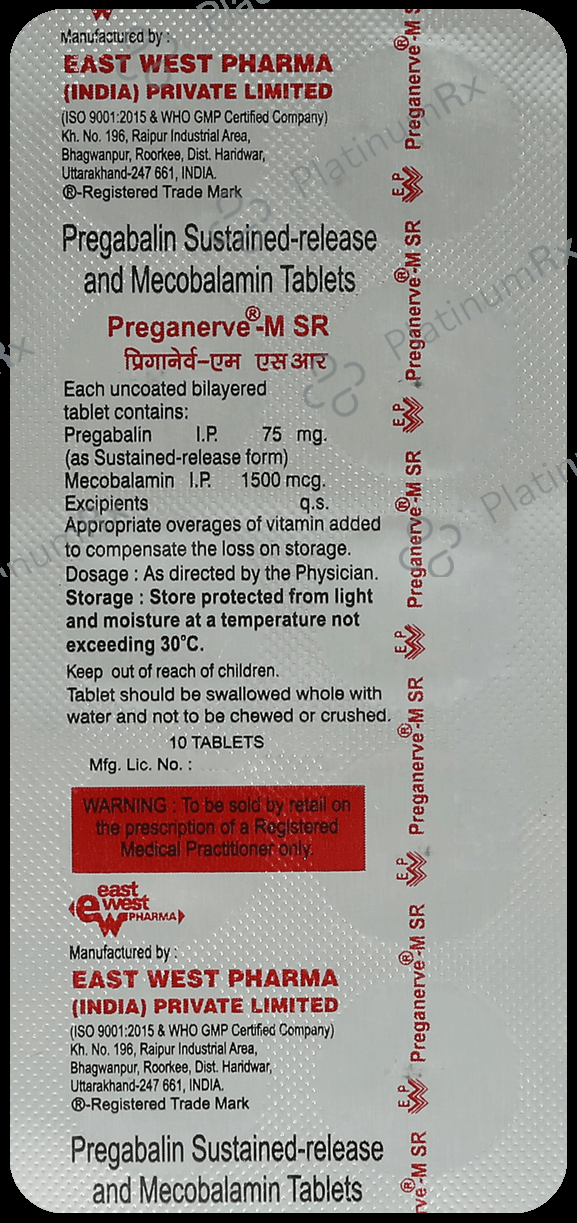 Manufactured by :
EAST WEST PHARMA
(INDIA) PRIVATE LIMITED
(ISO 9001:2015 & WHO GMP Certified Company)
Kh. No. 196, Raipur Industrial Area,
Bhagwanpur, Roorkee, Dist. Haridwar,
Uttarakhand-247 661, INDIA.
®-Registered Trade Mark
Pregabalin Sustained-release
and Mecobalamin Tablets
Preganerve®-M SR
प्रिगानेर्व-एम एस आर
Each uncoated bilayered
tablet contains:
Pregabalin I.P. 75 mg.
(as Sustained-release form)
Mecobalamin I.P. 1500 mcg.
Excipients q.s.
Appropriate overages of vitamin added
to compensate the loss on storage.
Dosage : As directed by the Physician.
Storage : Store protected from light
and moisture at a temperature not
exceeding 30°C.
Keep out of reach of children.
Tablet should be swallowed whole with
water and not to be chewed or crushed.
10 TABLETS
Mfg. Lic. No. :
WARNING : To be sold by retail on
the prescription of a Registered
Medical Practitioner only.
east
west
PHARMA
Manufactured by :
EAST WEST PHARMA
(INDIA) PRIVATE LIMITED
(ISO 9001:2015 & WHO GMP Certified Company)
Kh. No. 196, Raipur Industrial Area,
Bhagwanpur, Roorkee, Dist. Haridwar,
Uttarakhand-247 661, INDIA.
®-Registered Trade Mark
Pregabalin Sustained-release
and Mecobalamin Tablets
rve®-M SR EWP Preganerve®-M SR EWP Preganerve®-M SR EWP Preganerve®-M SR EWP Preganerve®-M SR EWP Preganerve®-M S
PlatinumRx
PlatinumRx
Platinu
inumRx
Rx